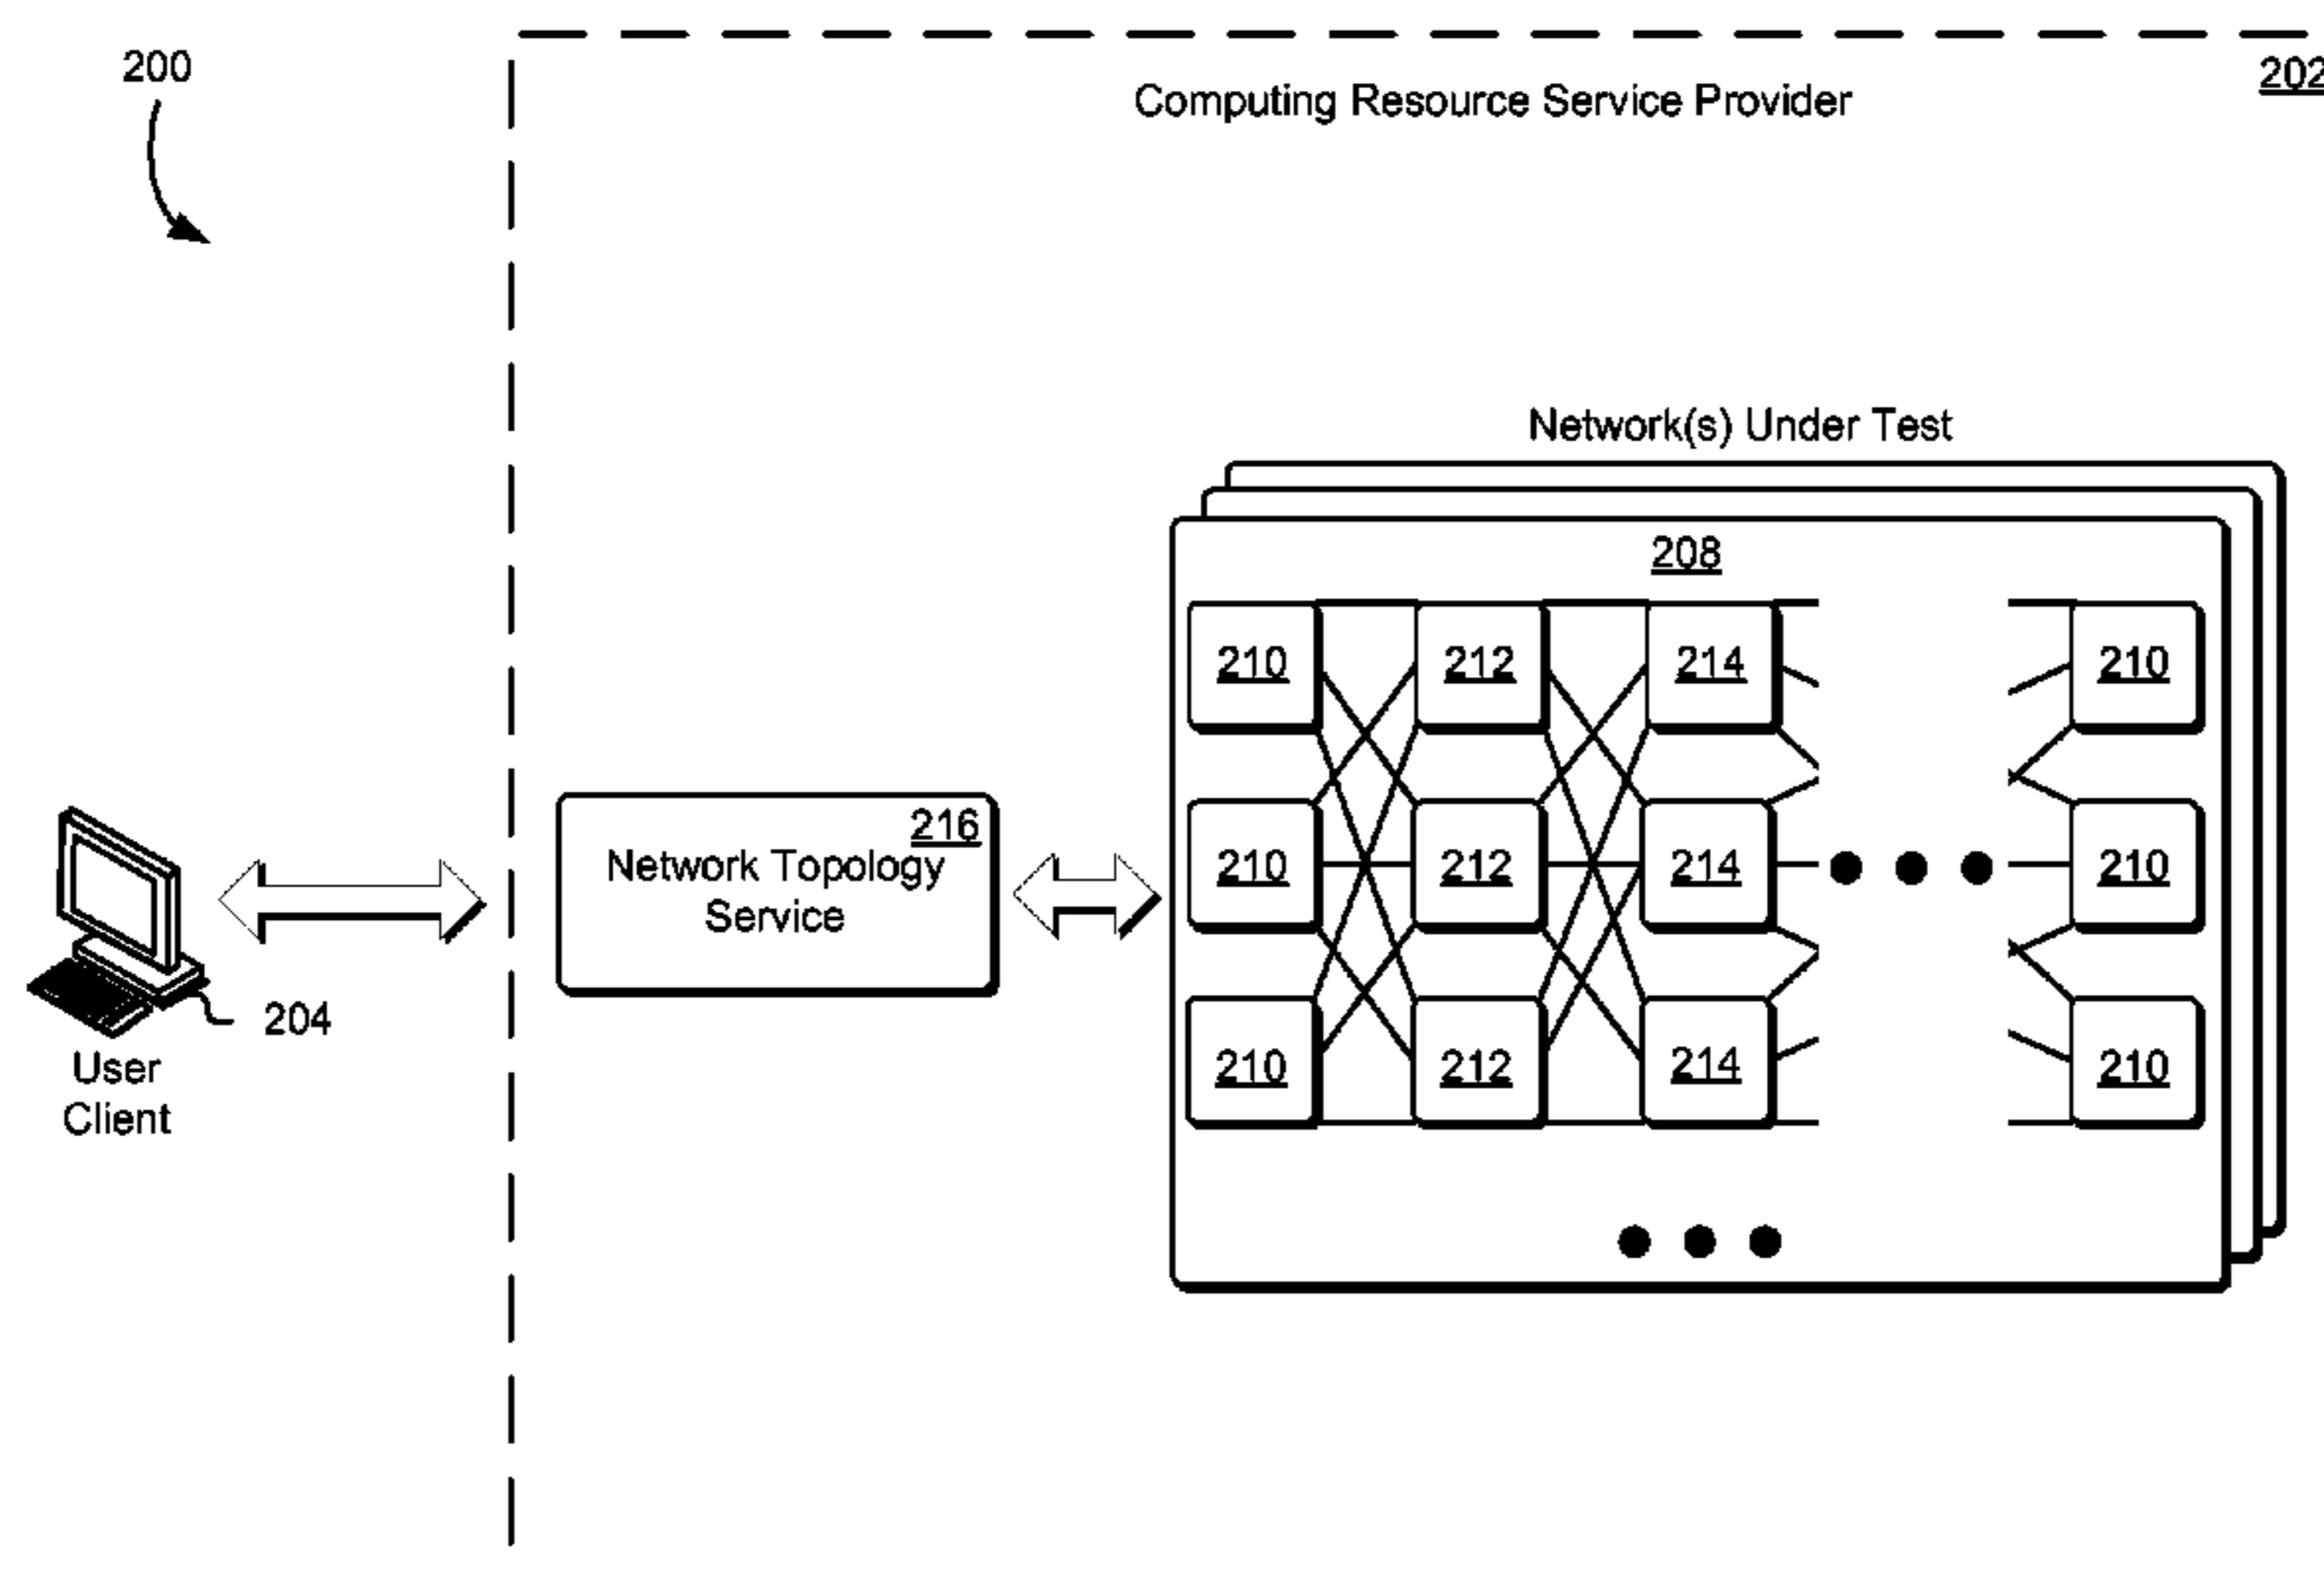 200
202
Computing Resource Service Provider
Network(s) Under Test
208
210 212 214 210
216
Network Topology
Service
210 212 214 210
204
User
Client
210 212 214 210